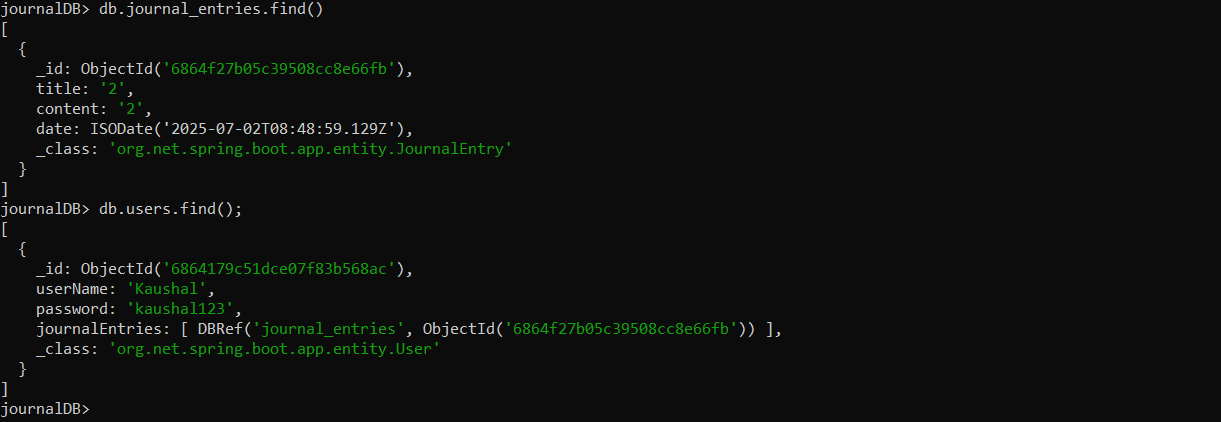 journalDB> db.journal_entries.find()
[
  {
    _id: ObjectId('6864f27b05c39508cc8e66fb'),
    title: '2',
    content: '2',
    date: ISODate('2025-07-02T08:48:59.129Z'),
    _class: 'org.net.spring.boot.app.entity.JournalEntry'
  }
]
journalDB> db.users.find();
[
  {
    _id: ObjectId('6864179c51dce07f83b568ac'),
    userName: 'Kaushal',
    password: 'kaushal123',
    journalEntries: [ DBRef('journal_entries', ObjectId('6864f27b05c39508cc8e66fb')) ],
    _class: 'org.net.spring.boot.app.entity.User'
  }
]
journalDB>